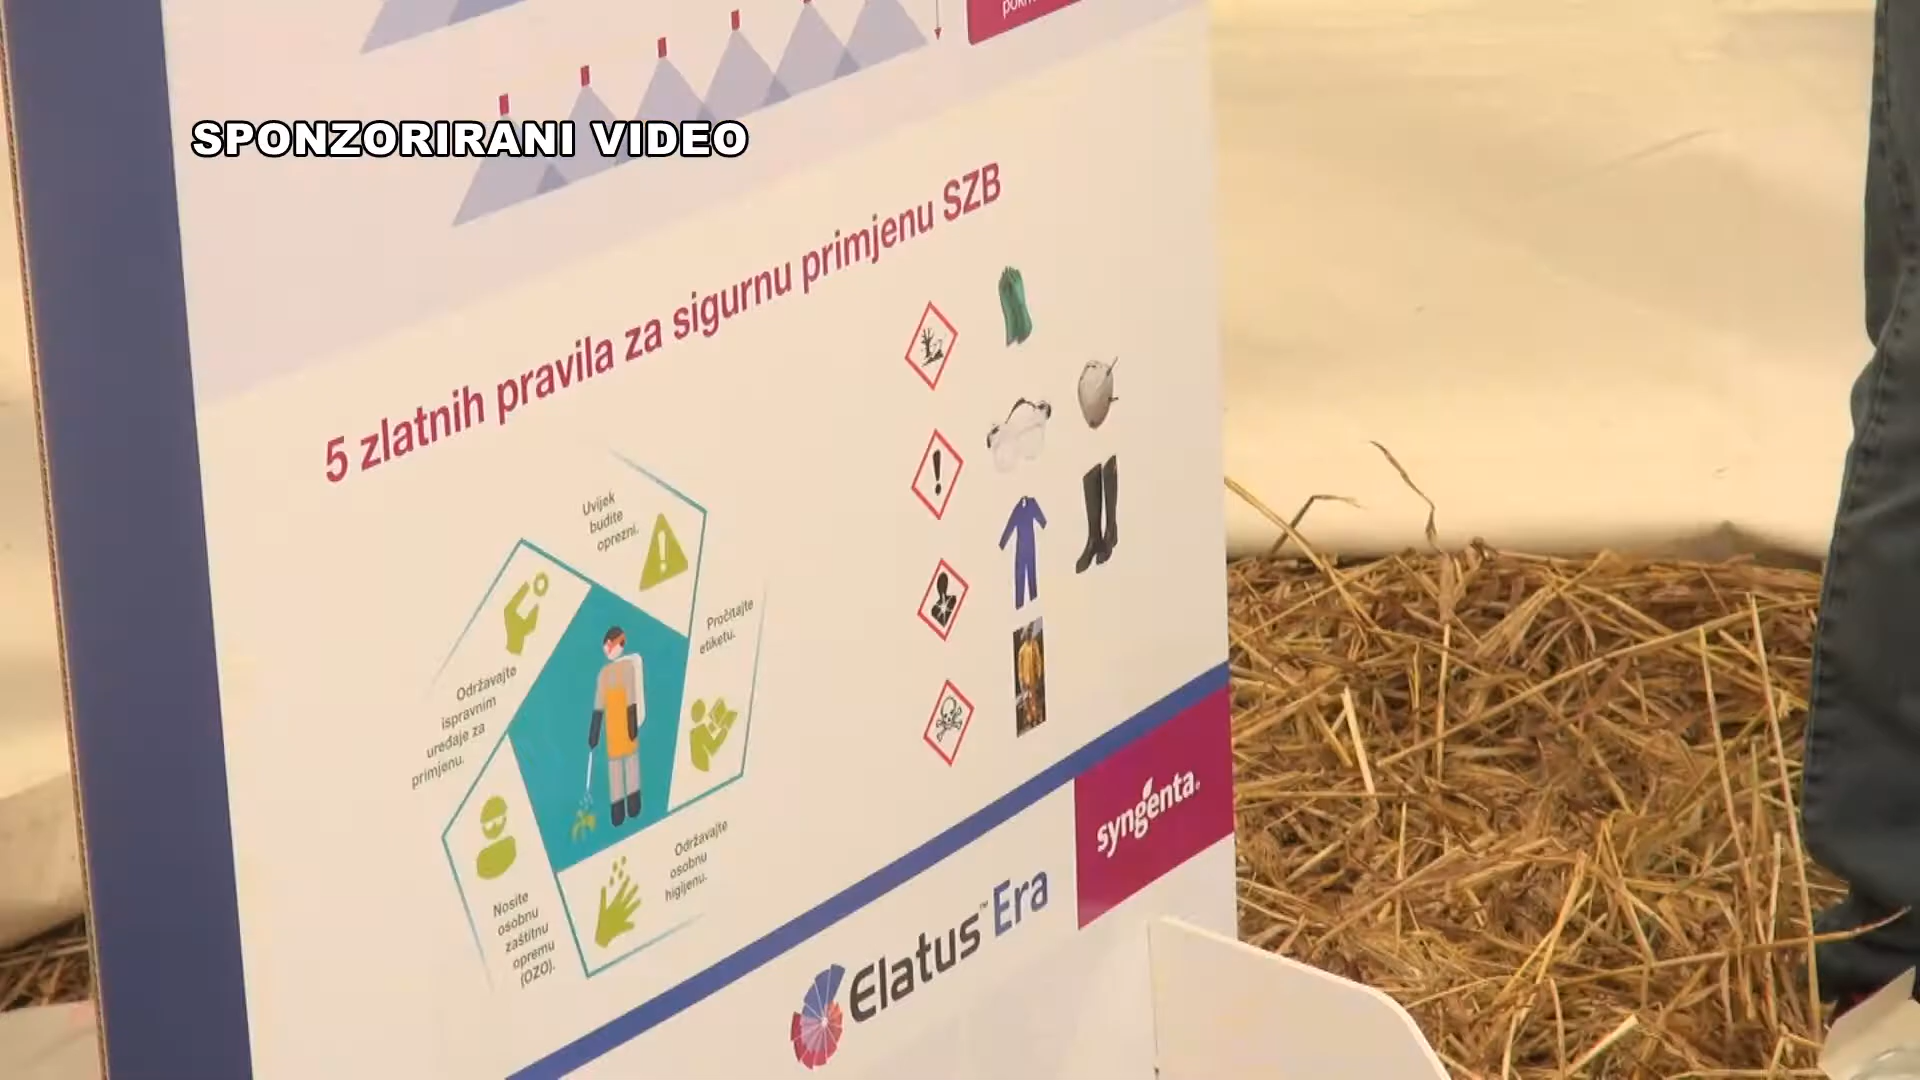 SPONZORIRANI VIDEO
5 zlatnih pravila za sigurnu primjenu SZB
Uvijek
budite
oprezni.
Pročitajte
etiketu.
Održavajte
ispravnim
uređaje za
primjenu.
Održavajte
osobnu
higijenu.
Nosite
osobnu
zaštitnu
opremu
(OZO).
syngenta.
Elatus™ Era